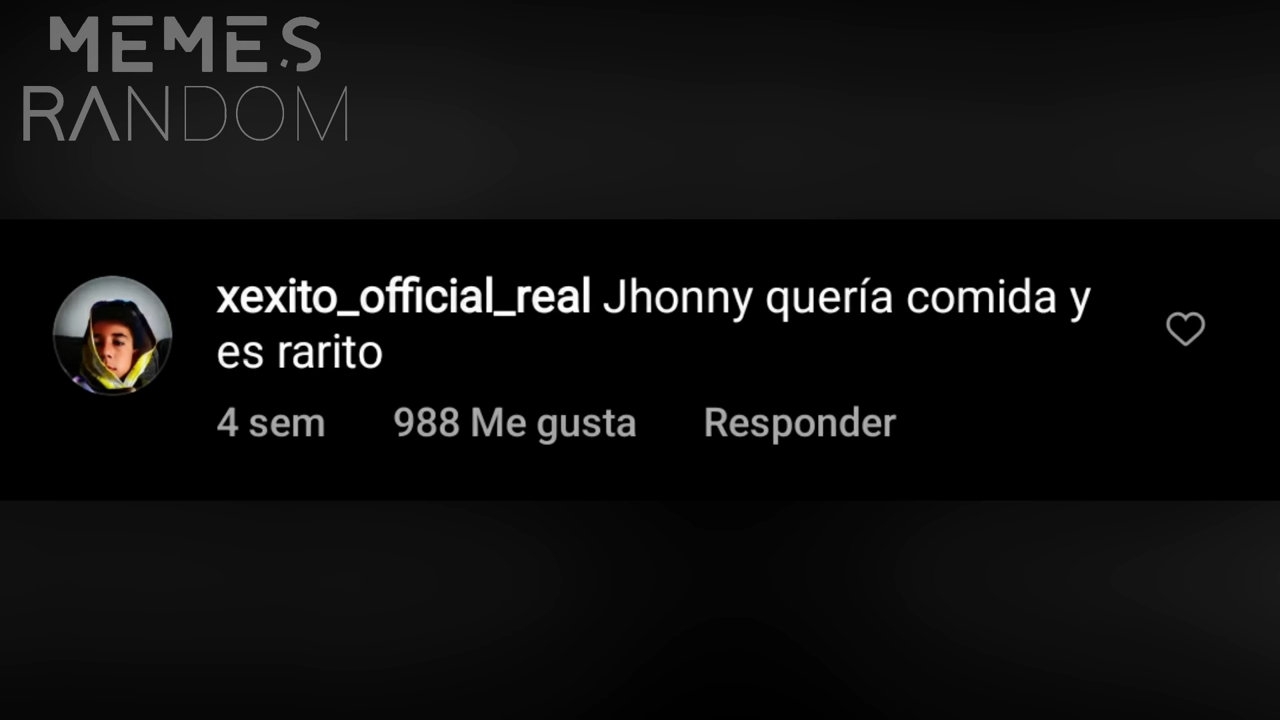 MEMES
RANDOM
xexito_official_real Jhonny quería comida y
es rarito
4 sem 988 Me gusta Responder